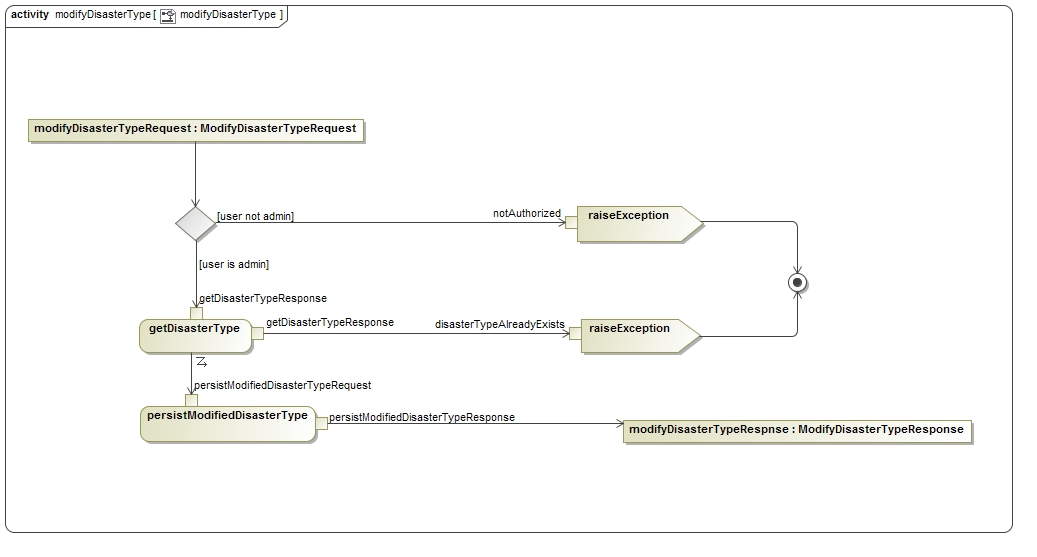 activity modifyDisasterType [ modifyDisasterType ]
modifyDisasterTypeRequest : ModifyDisasterTypeRequest
[user not admin]
notAuthorized
raiseException
[user is admin]
getDisasterTypeResponse
getDisasterType
getDisasterTypeResponse
disasterTypeAlreadyExists
raiseException
persistModifiedDisasterTypeRequest
persistModifiedDisasterType
persistModifiedDisasterTypeResponse
modifyDisasterTypeRespnse : ModifyDisasterTypeResponse